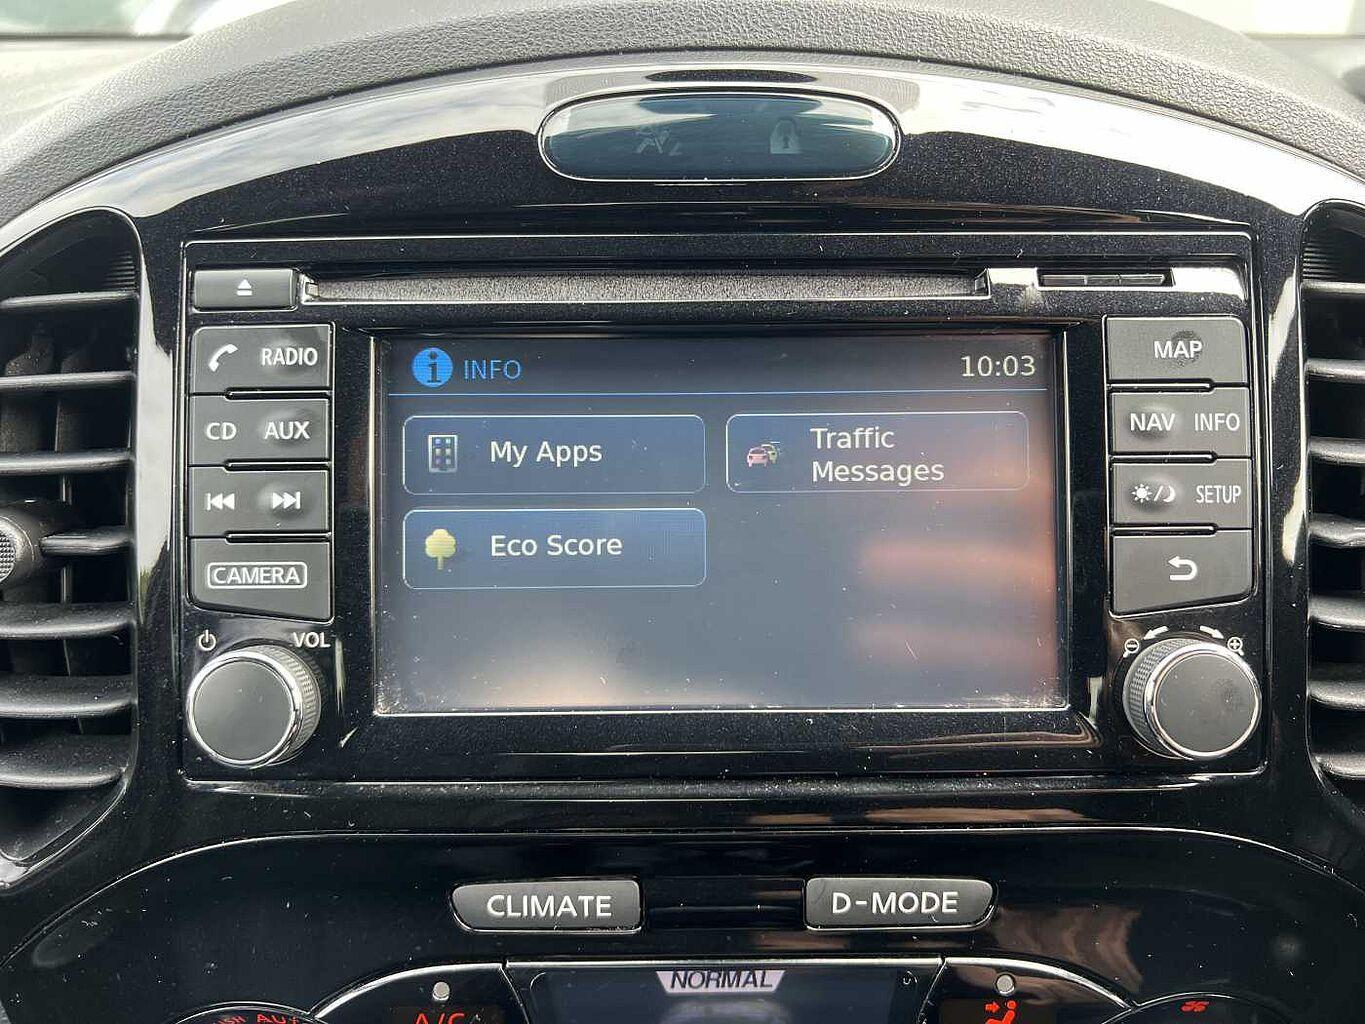 INFO
10:03
My Apps
Traffic
Messages
Eco Score
RADIO
CD AUX
CAMERA
VOL
MAP
NAV INFO
SETUP
CLIMATE
D-MODE
NORMAL
A/C